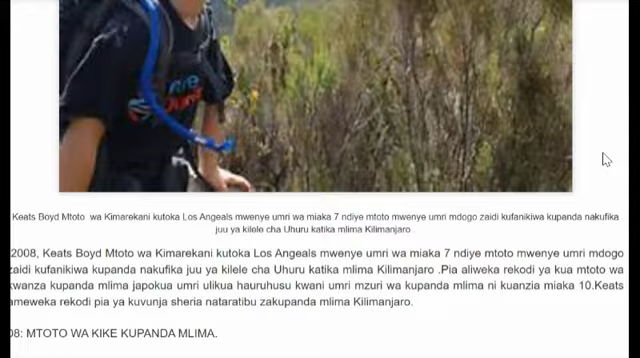 Keats Boyd Mtoto wa Kimarekani kutoka Los Angeals mwenye umri wa miaka 7 ndiye mtoto mwenye umri mdogo zaidi kufanikiwa kupanda nakufika
juu ya kilele cha Uhuru katika mlima Kilimanjaro
2008, Keats Boyd Mtoto wa Kimarekani kutoka Los Angeals mwenye umri wa miaka 7 ndiye mtoto mwenye umri mdogo
zaidi kufanikiwa kupanda nakufika juu ya kilele cha Uhuru katika mlima Kilimanjaro .Pia aliweka rekodi ya kua mtoto wa
kwanza kupanda mlima japokua umri ulikua hauruhusu kwani umri mzuri wa kupanda mlima ni kuanzia miaka 10.Keats
ameweka rekodi pia ya kuvunja sheria nataratibu zakupanda mlima Kilimanjaro.
08: MTOTO WA KIKE KUPANDA MLIMA.